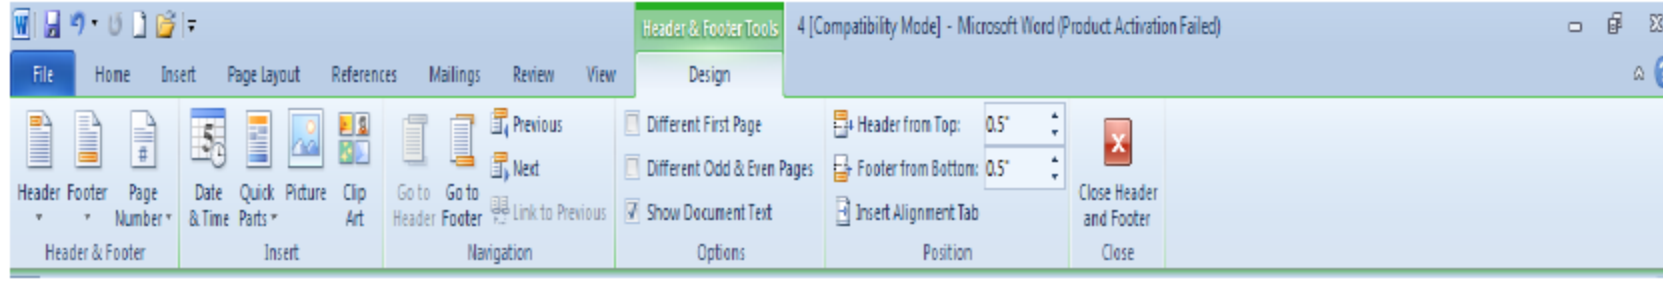 Header & Footer Tools 4 [Compatibility Mode] - Microsoft Word (Product Activation Failed)
File Home Insert Page Layout References Mailings Review View Design
Header Footer Page Number
Header & Footer
Date & Time Quick Parts Picture Clip Art
Insert
Go to Header Go to Footer
Previous
Next
Link to Previous
Navigation
Different First Page
Different Odd & Even Pages
Show Document Text
Options
Header from Top: 0.5"
Footer from Bottom: 0.5"
Insert Alignment Tab
Position
Close Header
and Footer
Close